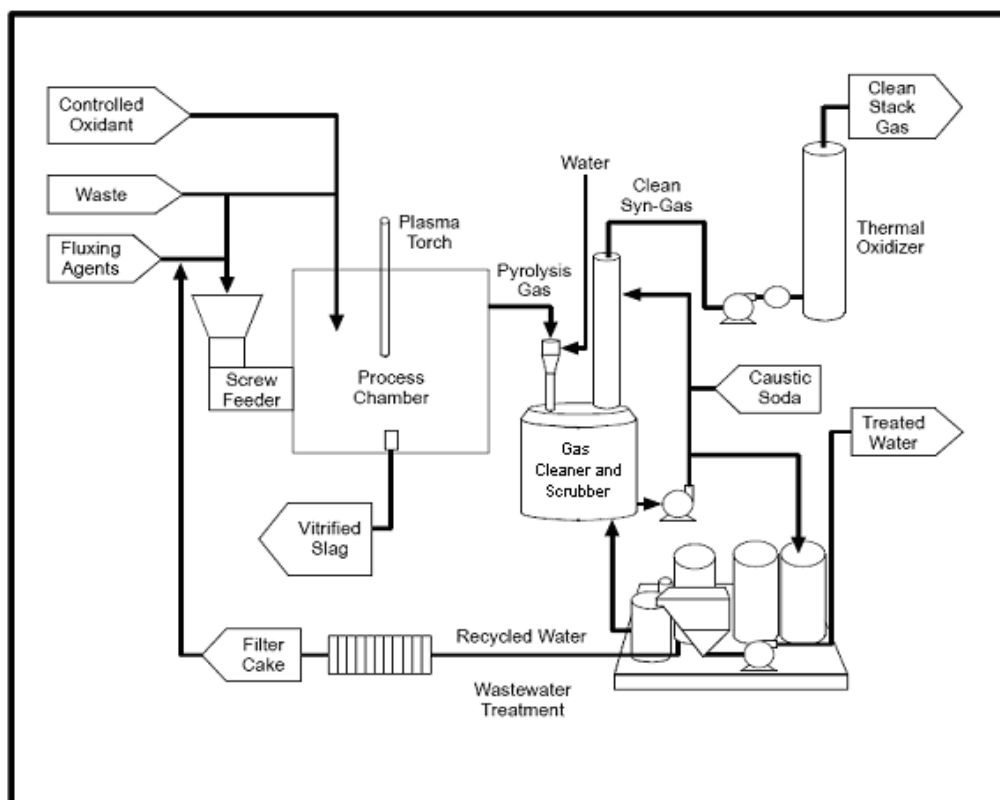 Controlled
Oxidant
Waste
Fluxing
Agents
Screw
Feeder
Plasma
Torch
Process
Chamber
Vitrified
Slag
Pyrolysis
Gas
Water
Clean
Syn-Gas
Clean
Stack
Gas
Thermal
Oxidizer
Caustic
Soda
Treated
Water
Gas
Cleaner and
Scrubber
Filter
Cake
Recycled Water
Wastewater
Treatment